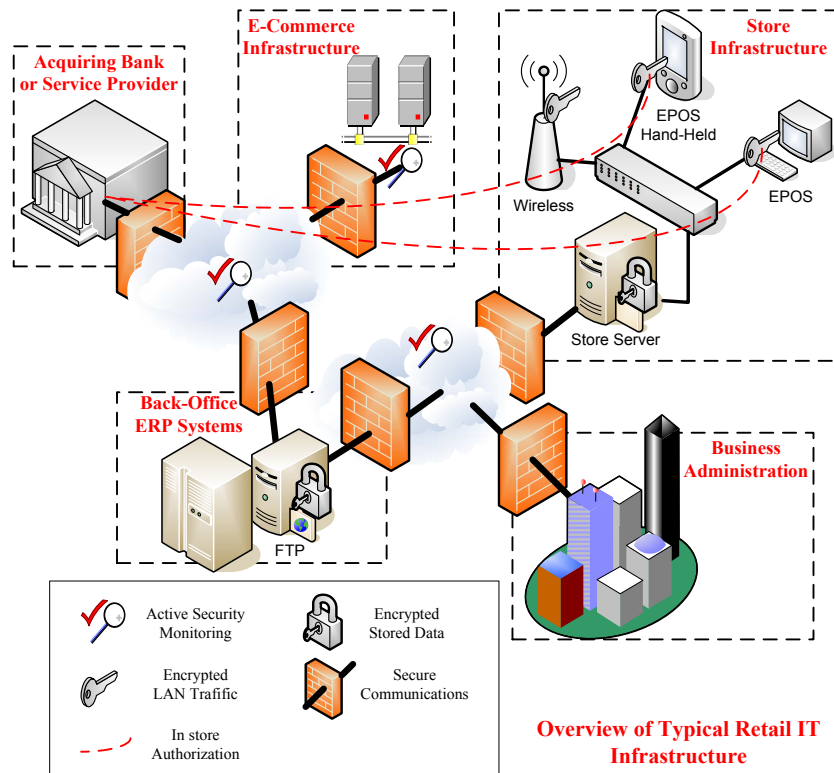 E-Commerce
Infrastructure
Store
Infrastructure
Acquiring Bank
or Service Provider
EPOS
Hand-Held
Wireless
EPOS
Store Server
Back-Office
ERP Systems
Business
Administration
FTP
Active Security
Monitoring
Encrypted
Stored Data
Encrypted
LAN Trafific
Secure
Communications
In store
Authorization
Overview of Typical Retail IT
Infrastructure